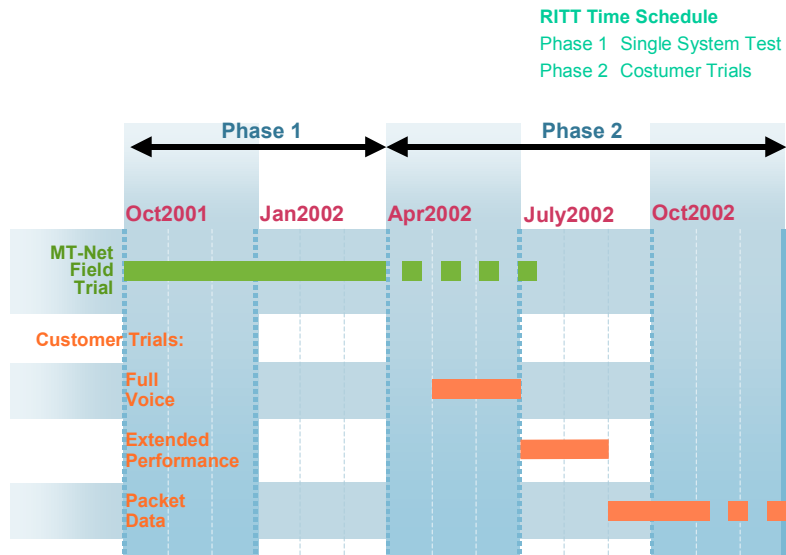 RITT Time Schedule
Phase 1 Single System Test
Phase 2 Costumer Trials
Phase 1
Phase 2
Oct2001
Jan2002
Apr2002
July2002
Oct2002
MT-Net
Field
Trial
Customer Trials:
Full
Voice
Extended
Performance
Packet
Data